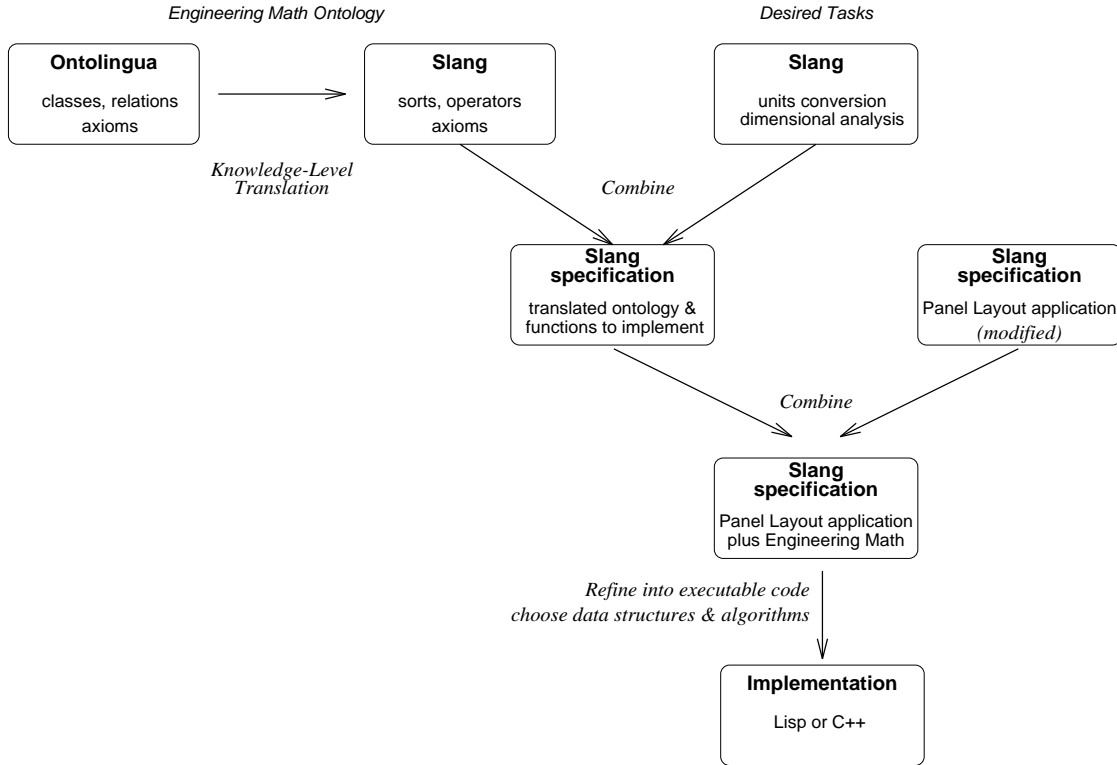 Engineering Math Ontology
Desired Tasks
Ontolingua
classes, relations
axioms
Slang
sorts, operators
axioms
Slang
units conversion
dimensional analysis
Knowledge-Level
Translation
Combine
Slang
specification
translated ontology &
functions to implement
Slang
specification
Panel Layout application
(modified)
Combine
Slang
specification
Panel Layout application
plus Engineering Math
Refine into executable code
choose data structures & algorithms
Implementation
Lisp or C++